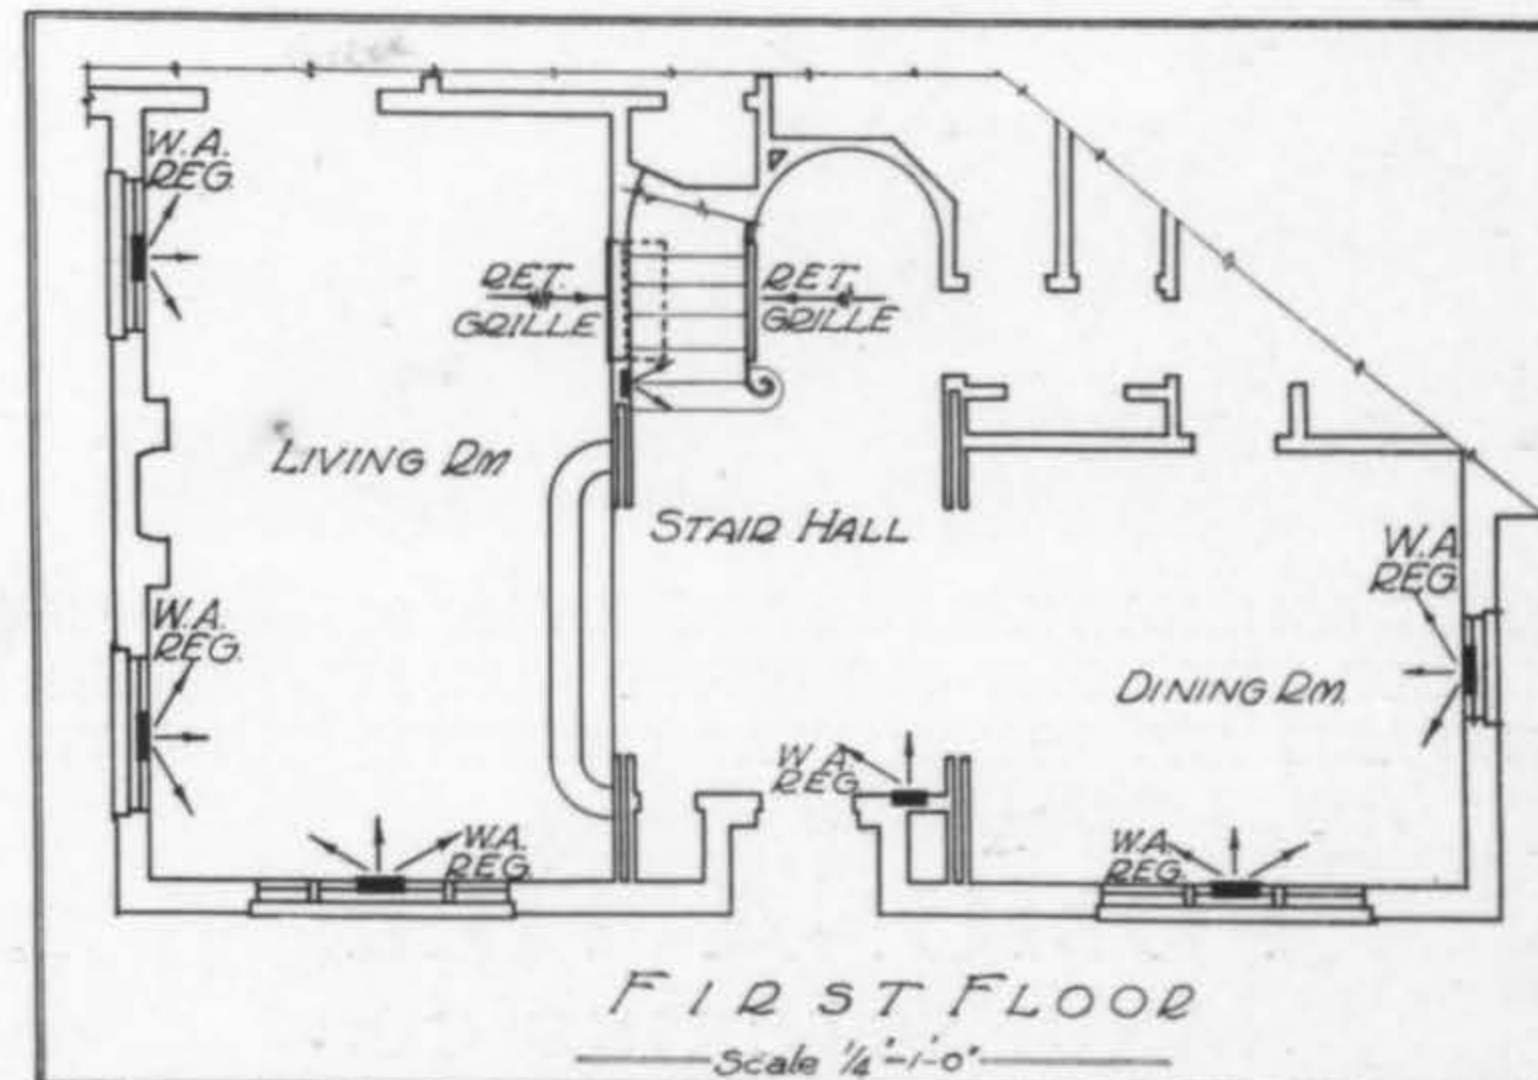 W.A.
REG.
RET.
GRILLE
RET.
GRILLE
LIVING RM
STAIR HALL
W.A.
REG.
W.A.
REG.
DINING RM.
W.A.
REG.
W.A.
REG.
W.A.
REG.
FIRST FLOOR
Scale 1/4"-1'-0"